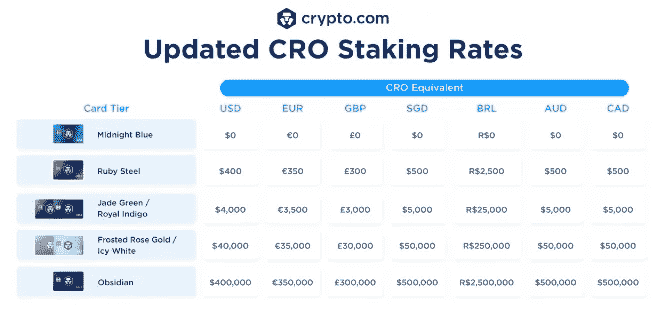 crypto.com
Updated CRO Staking Rates
CRO Equivalent
Card Tier USD EUR GBP SGD BRL AUD CAD
Midnight Blue $0 €0 £0 $0 R$0 $0 $0
Ruby Steel $400 €350 £300 $500 R$2,500 $500 $500
Jade Green /
Royal Indigo $4,000 €3,500 £3,000 $5,000 R$25,000 $5,000 $5,000
Frosted Rose Gold /
Icy White $40,000 €35,000 £30,000 $50,000 R$250,000 $50,000 $50,000
Obsidian $400,000 €350,000 £300,000 $500,000 R$2,500,000 $500,000 $500,000